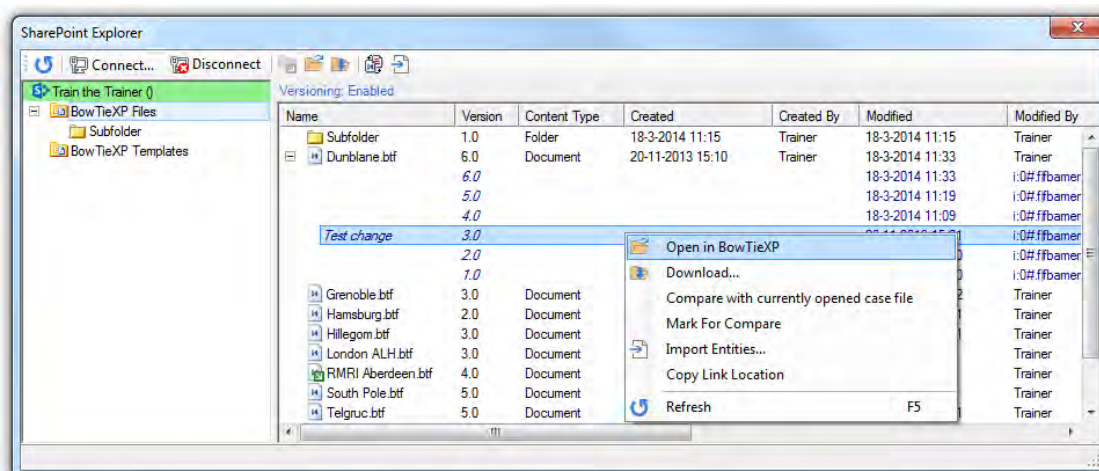 SharePoint Explorer
Connect... Disconnect
Train the Trainer ()
BowTieXP Files
Subfolder
BowTieXP Templates
Versioning: Enabled
Name Version Content Type Created Created By Modified Modified By
Subfolder 1.0 Folder 18-3-2014 11:15 Trainer 18-3-2014 11:15 Trainer
Dunblane.btf 6.0 Document 20-11-2013 15:10 Trainer 18-3-2014 11:33 Trainer
6.0 18-3-2014 11:33 i:0#.f|fbamer
5.0 18-3-2014 11:19 i:0#.f|fbamer
4.0 18-3-2014 11:09 i:0#.f|fbamer
Test change 3.0 i:0#.f|fbamer
2.0 i:0#.f|fbamer
1.0 i:0#.f|fbamer
Grenoble.btf 3.0 Document Trainer
Hamsburg.btf 2.0 Document Trainer
Hillegom.btf 3.0 Document Trainer
London ALH.btf 3.0 Document Trainer
RMRI Aberdeen.btf 4.0 Document Trainer
South Pole.btf 5.0 Document Trainer
Telgruc.btf 5.0 Document Trainer
Open in BowTieXP
Download...
Compare with currently opened case file
Mark For Compare
Import Entities...
Copy Link Location
Refresh F5